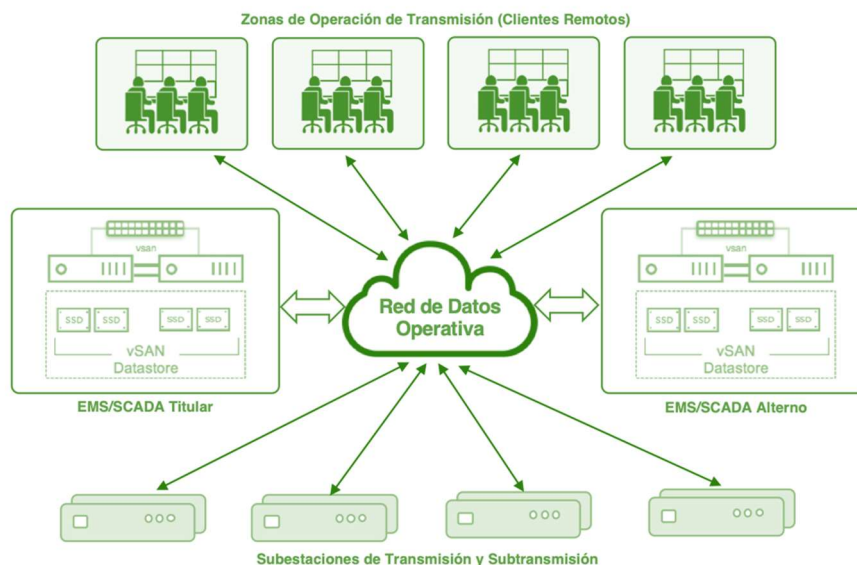 Zonas de Operación de Transmisión (Clientes Remotos)
vsan
SSD SSD SSD SSD
vSAN
Datastore
EMS/SCADA Titular
Red de Datos
Operativa
vsan
SSD SSD SSD SSD
vSAN
Datastore
EMS/SCADA Alterno
Subestaciones de Transmisión y Subtransmisión